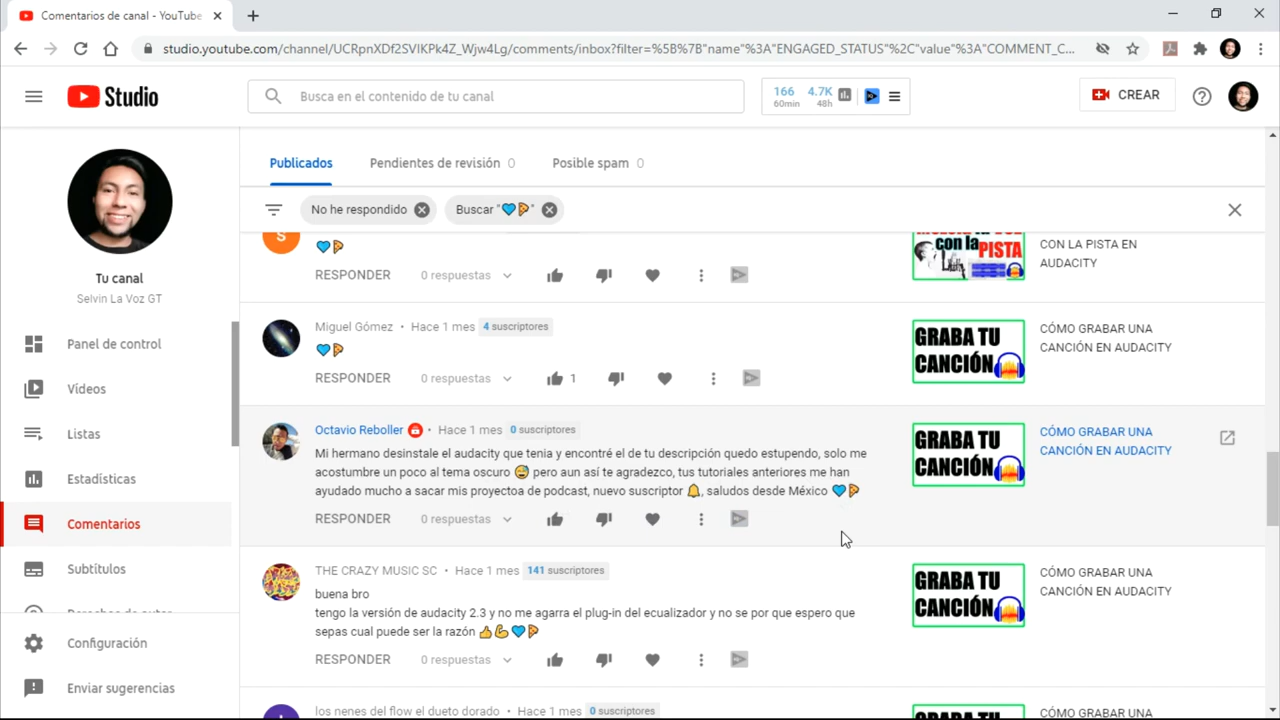 Comentarios de canal - YouTube
studio.youtube.com/channel/UCRpnXDf2SVIKPk4Z_Wjw4Lg/comments/inbox?filter=%5B%7B"name"%3A"ENGAGED_STATUS"%2C"value"%3A"COMMENT_C...
Studio
Busca en el contenido de tu canal
166 4.7K
60min 48h
CREAR
Tu canal
Selvin La Voz GT
Panel de control
Vídeos
Listas
Estadísticas
Comentarios
Subtítulos
Configuración
Enviar sugerencias
Publicados Pendientes de revisión 0 Posible spam 0
No he respondido Buscar "💙🍕"
S
💙🍕
RESPONDER 0 respuestas
con la
PISTA
CON LA PISTA EN
AUDACITY
Miguel Gómez • Hace 1 mes 4 suscriptores
💙🍕
RESPONDER 0 respuestas 1
GRABA TU
CANCIÓN
CÓMO GRABAR UNA
CANCIÓN EN AUDACITY
Octavio Reboller • Hace 1 mes 0 suscriptores
Mi hermano desinstale el audacity que tenia y encontré el de tu descripción quedo estupendo, solo me
acostumbre un poco al tema oscuro 😅 pero aun así te agradezco, tus tutoriales anteriores me han
ayudado mucho a sacar mis proyectoa de podcast, nuevo suscriptor 🔔, saludos desde México 💙🍕
RESPONDER 0 respuestas
GRABA TU
CANCIÓN
CÓMO GRABAR UNA
CANCIÓN EN AUDACITY
THE CRAZY MUSIC SC • Hace 1 mes 141 suscriptores
buena bro
tengo la versión de audacity 2.3 y no me agarra el plug-in del ecualizador y no se por que espero que
sepas cual puede ser la razón 👍💪💙🍕
RESPONDER 0 respuestas
GRABA TU
CANCIÓN
CÓMO GRABAR UNA
CANCIÓN EN AUDACITY
los nenes del flow el dueto dorado • Hace 1 mes 0 suscriptores
GRABA TU
CÓMO GRABAR UNA